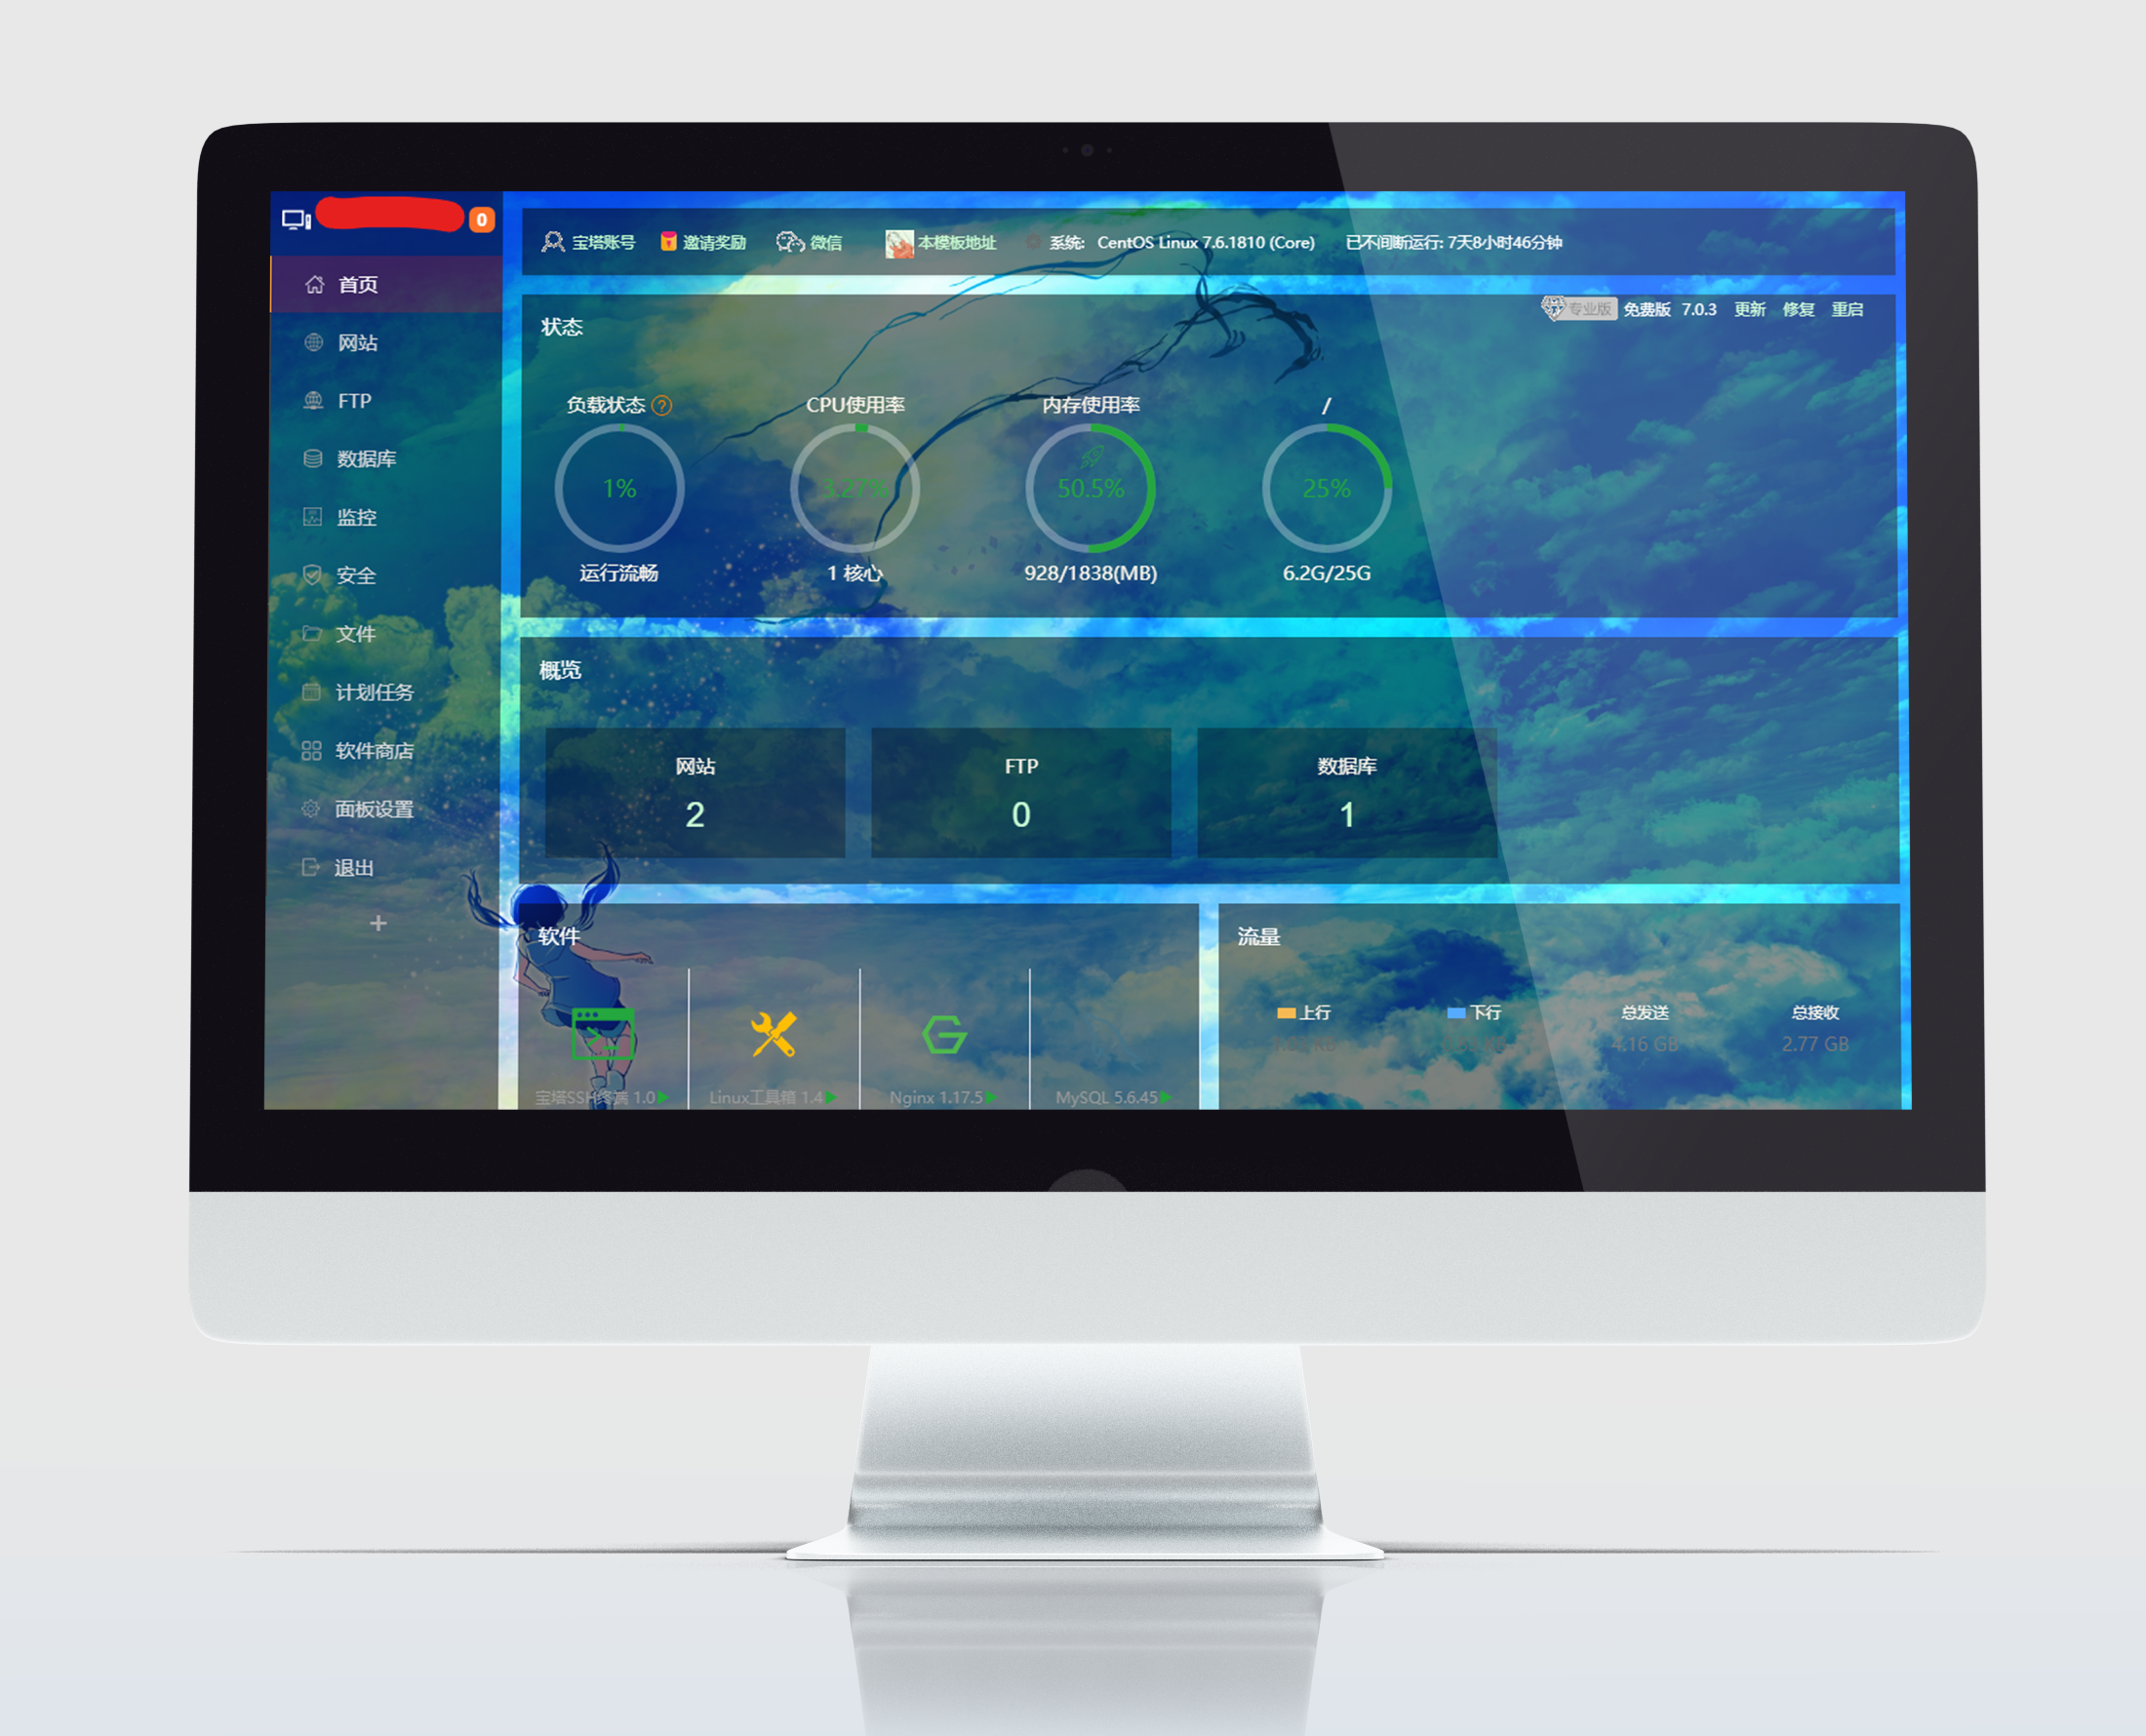 0
首页
网站
FTP
数据库
监控
安全
文件
计划任务
软件商店
面板设置
退出
+
宝塔账号 邀请奖励 微信 本模板地址 系统: CentOS Linux 7.6.1810 (Core) 已不间断运行: 7天8小时46分钟
状态 专业版 免费版 7.0.3 更新 修复 重启
负载状态 ? CPU使用率 内存使用率 /
1% 3.27% 50.5% 25%
运行流畅 1 核心 928/1838(MB) 6.2G/25G
概览
网站 FTP 数据库
2 0 1
软件
宝塔SSH终端 1.0 Linux工具箱 1.4 Nginx 1.17.5 MySQL 5.6.45
流量
上行 下行 总发送 总接收
4.16 GB 2.77 GB